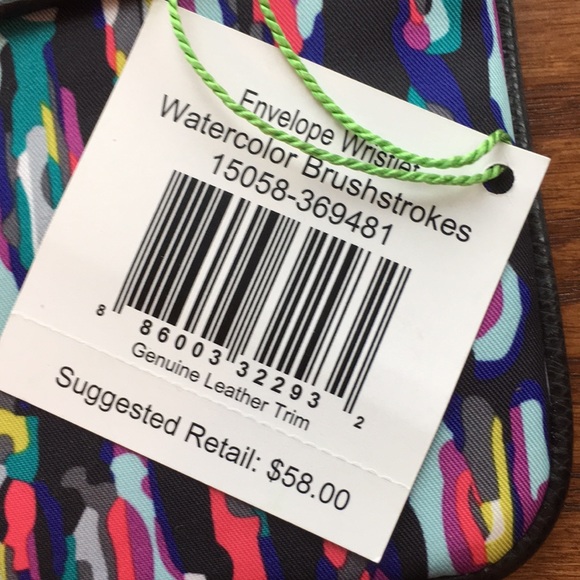 Envelope Wristlet
Watercolor Brushstrokes
15058-369481
8 86003 32293 2
Genuine Leather Trim
Suggested Retail: $58.00